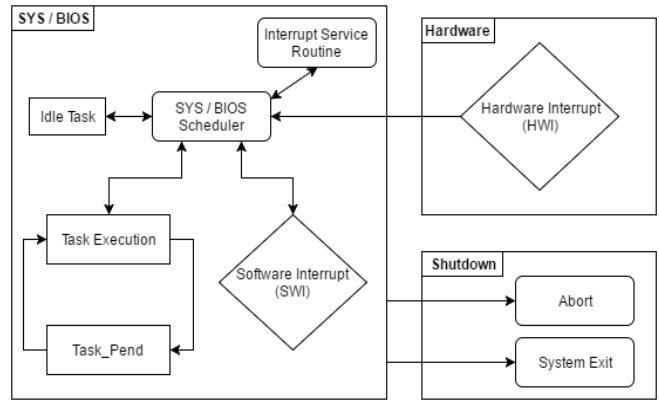 SYS / BIOS
Interrupt Service
Routine
Idle Task
SYS / BIOS
Scheduler
Task Execution
Task_Pend
Software Interrupt
(SWI)
Hardware
Hardware Interrupt
(HWI)
Shutdown
Abort
System Exit